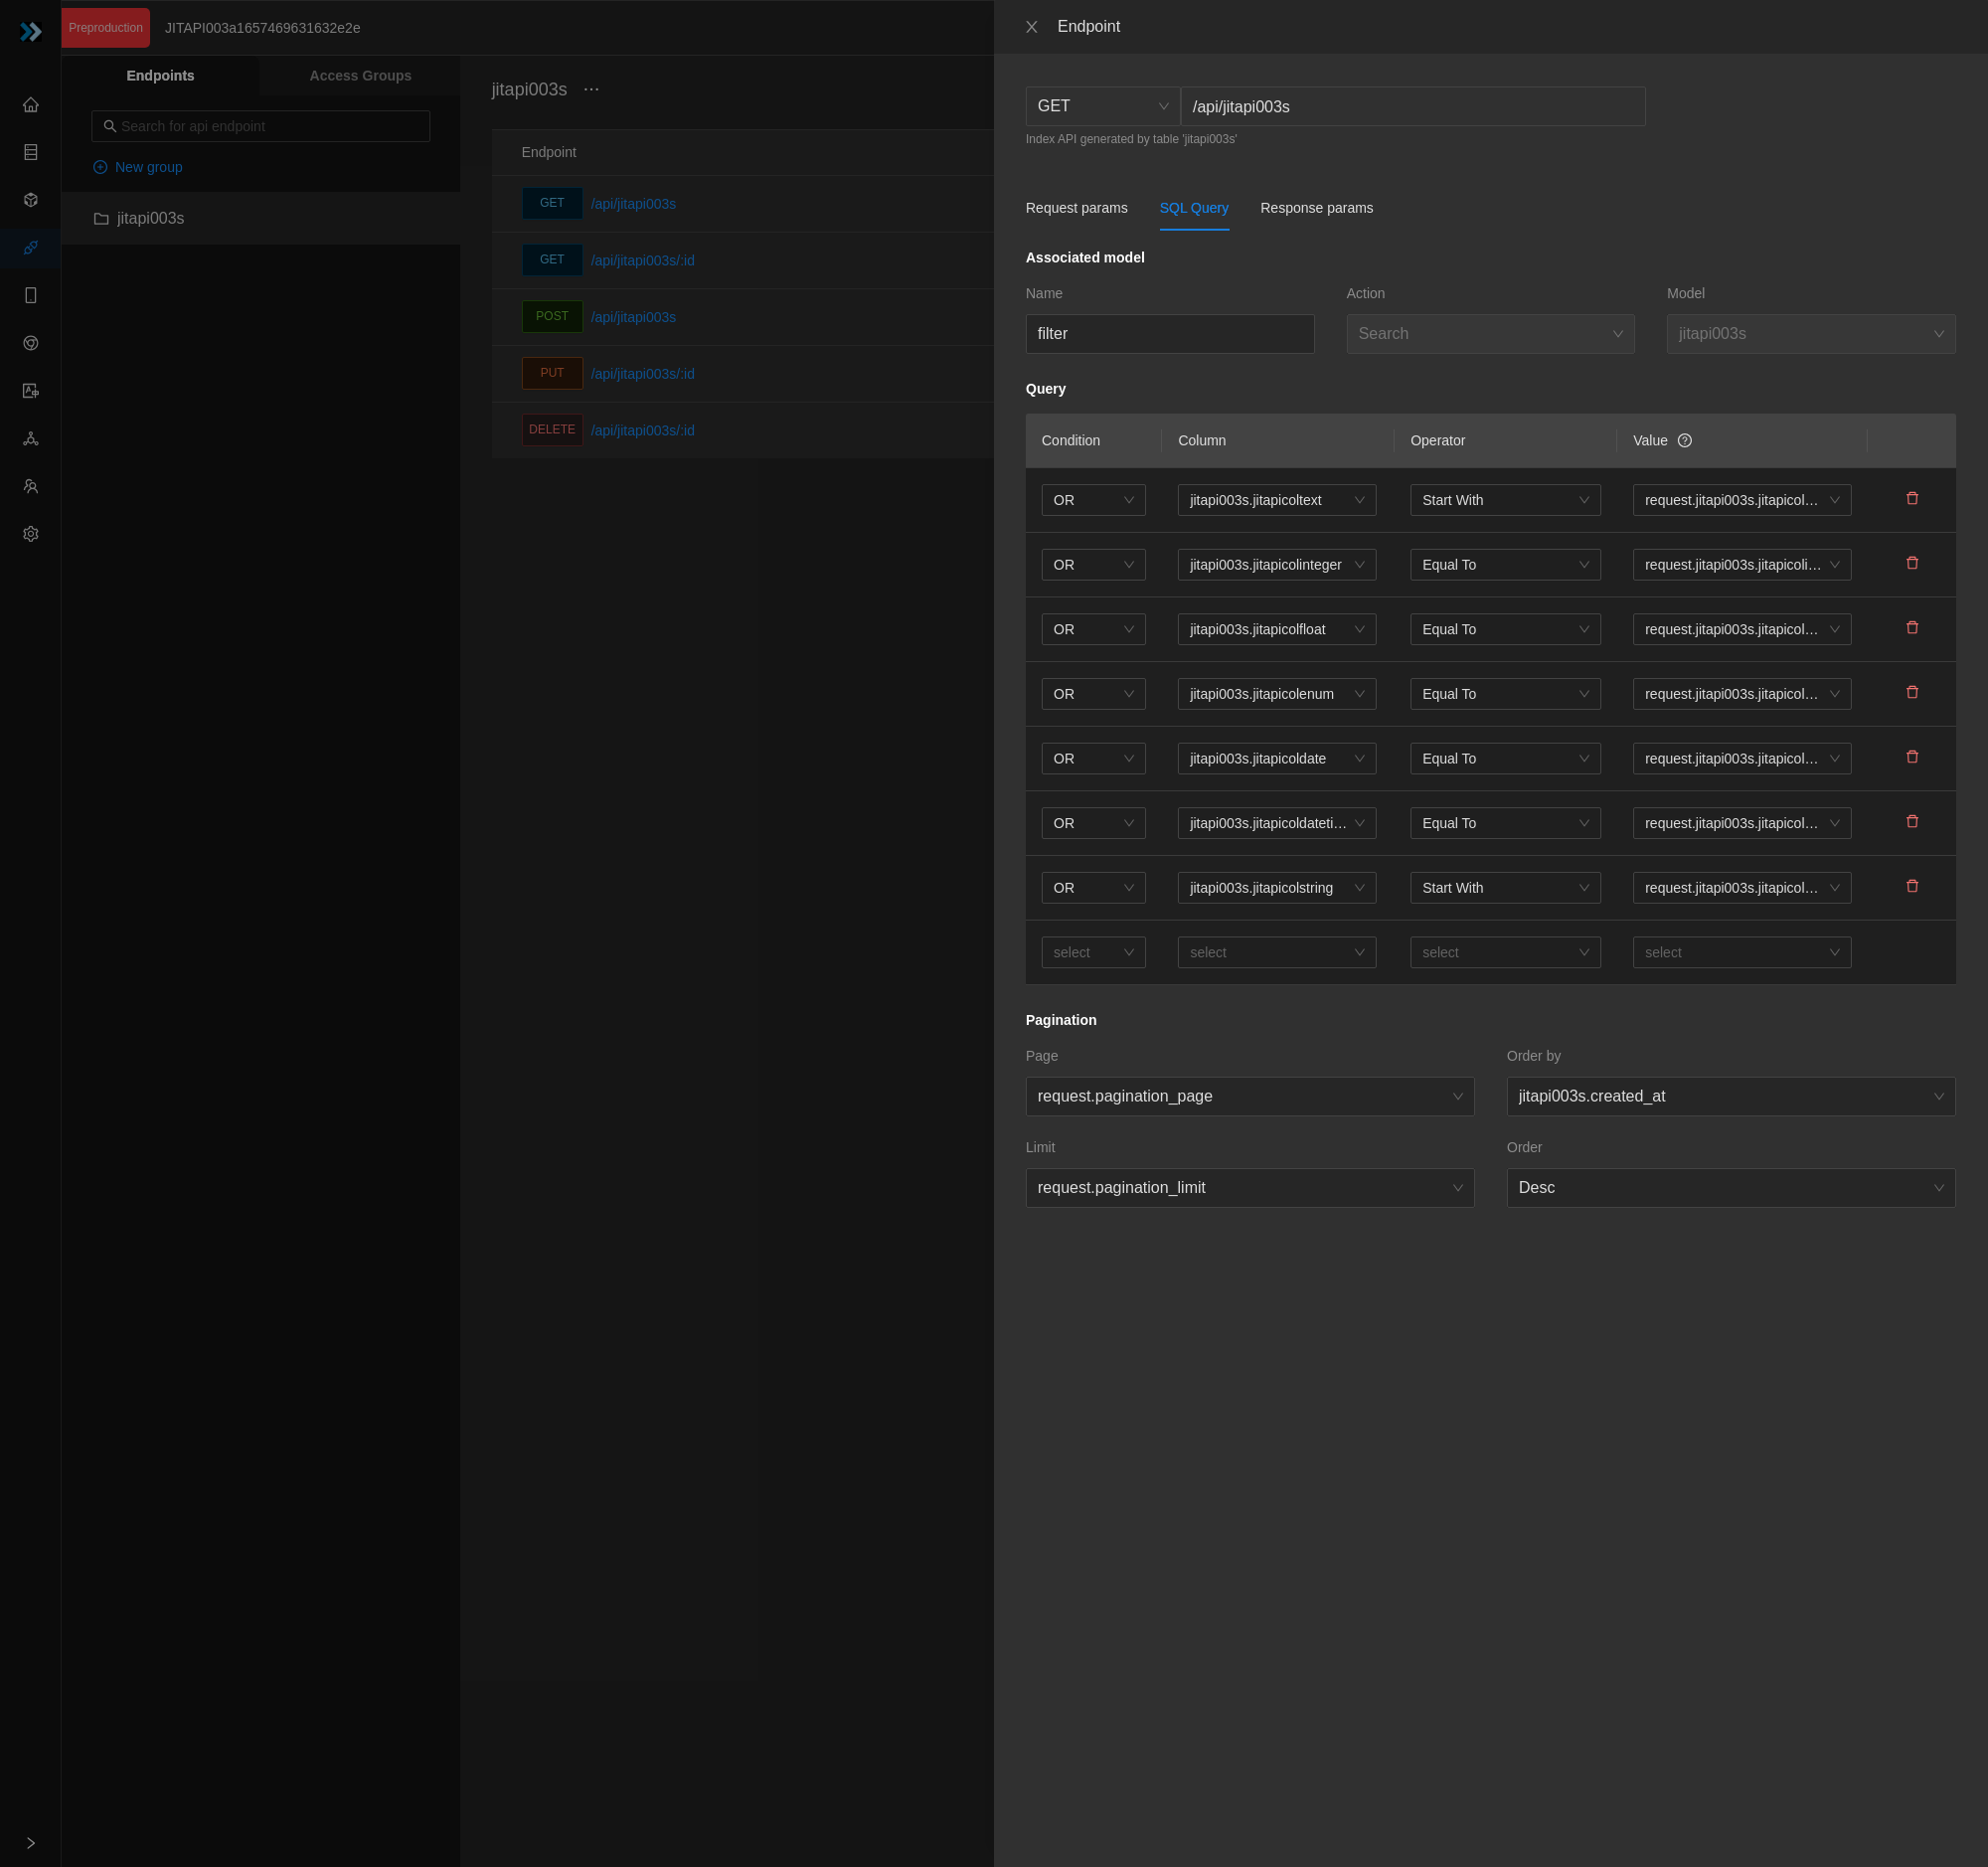 Preproduction JITAPI003a1657469631632e2e
Endpoints Access Groups
Search for api endpoint
New group
jitapi003s
jitapi003s ...
Endpoint
GET /api/jitapi003s
GET /api/jitapi003s/:id
POST /api/jitapi003s
PUT /api/jitapi003s/:id
DELETE /api/jitapi003s/:id
Endpoint
GET /api/jitapi003s
Index API generated by table 'jitapi003s'
Request params SQL Query Response params
Associated model
Name Action Model
filter Search jitapi003s
Query
Condition Column Operator Value
OR jitapi003s.jitapicoltext Start With request.jitapi003s.jitapicol...
OR jitapi003s.jitapicolinteger Equal To request.jitapi003s.jitapicoli...
OR jitapi003s.jitapicolfloat Equal To request.jitapi003s.jitapicol...
OR jitapi003s.jitapicolenum Equal To request.jitapi003s.jitapicol...
OR jitapi003s.jitapicoldate Equal To request.jitapi003s.jitapicol...
OR jitapi003s.jitapicoldateti... Equal To request.jitapi003s.jitapicol...
OR jitapi003s.jitapicolstring Start With request.jitapi003s.jitapicol...
select select select select
Pagination
Page Order by
request.pagination_page jitapi003s.created_at
Limit Order
request.pagination_limit Desc